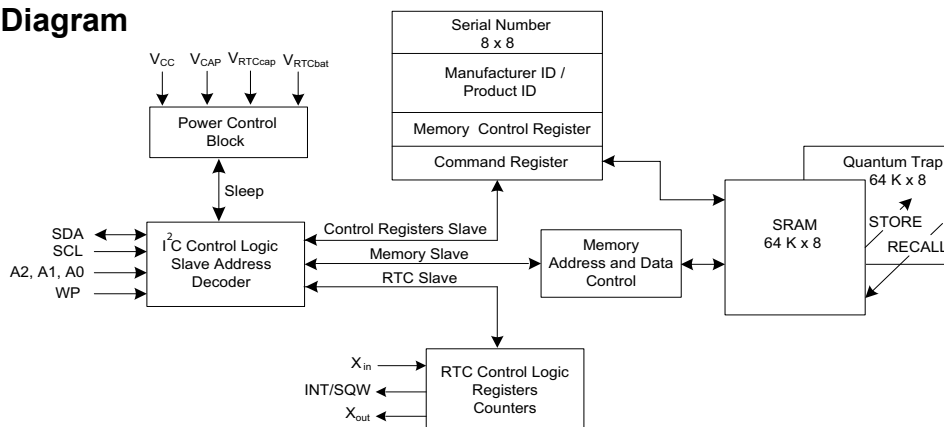 Diagram
Serial Number
8 x 8
Manufacturer ID /
Product ID
Memory Control Register
Command Register
VCC VCAP VRTCcap VRTCbat
Power Control
Block
Sleep
Quantum Trap
64 K x 8
SRAM
64 K x 8
STORE
RECALL
SDA
SCL
A2, A1, A0
WP
I2C Control Logic
Slave Address
Decoder
Control Registers Slave
Memory Slave
RTC Slave
Memory
Address and Data
Control
Xin
INT/SQW
Xout
RTC Control Logic
Registers
Counters